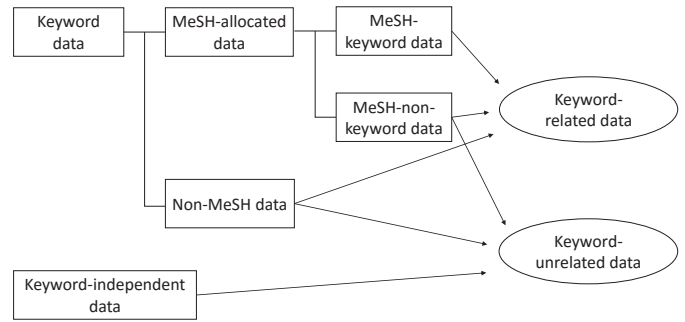 Keyword
data
MeSH-allocated
data
MeSH-
keyword data
MeSH-non-
keyword data
Keyword-
related data
Non-MeSH data
Keyword-
unrelated data
Keyword-independent
data